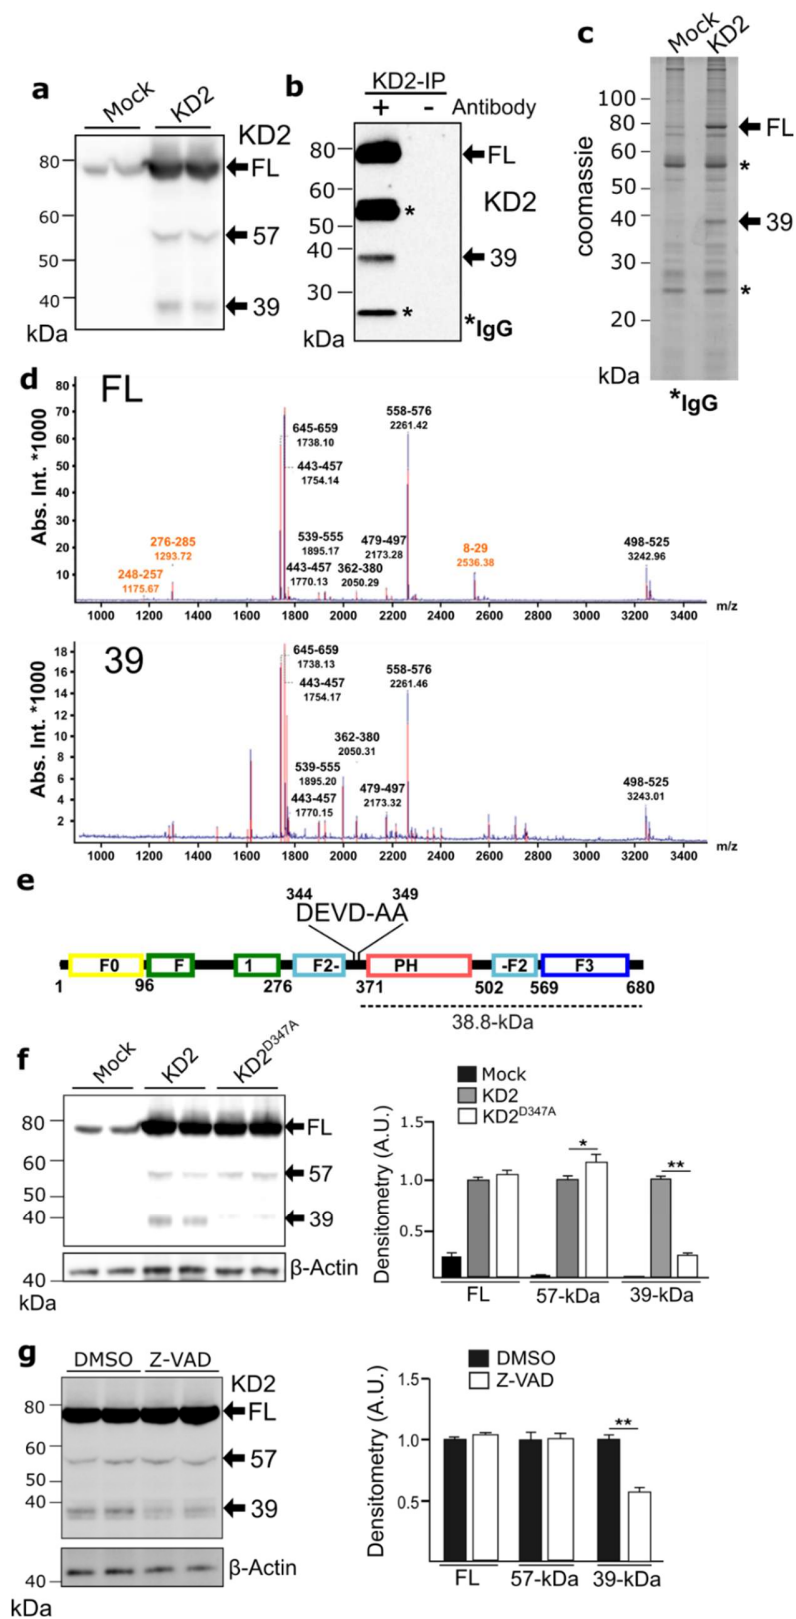 a
Mock
KD2
KD2
80
FL
60
57
50
40
39
kDa
b
KD2-IP
+
-
Antibody
80
FL
60
KD2
50
*
40
39
30
*
*IgG
kDa
c
Mock
KD2
coomassie
100
80
FL
60
*
50
40
39
30
*
20
kDa
*IgG
d
FL
Abs. Int. *1000
80
70
60
50
40
30
20
10
558-576
2261.42
645-659
1738.10
443-457
1754.14
276-285
1293.72
539-555
1895.17
479-497
2173.28
8-29
2536.38
498-525
3242.96
248-257
1175.67
443-457
1770.13
362-380
2050.29
1000 1200 1400 1600 1800 2000 2200 2400 2600 2800 3000 3200 3400
m/z
39
Abs. Int. *1000
18
16
14
12
10
8
6
4
2
645-659
1738.13
443-457
1754.17
558-576
2261.46
362-380
2050.31
539-555
1895.20
479-497
2173.32
498-525
3243.01
443-457
1770.15
1000 1200 1400 1600 1800 2000 2200 2400 2600 2800 3000 3200 3400
m/z
e
344 349
DEVD-AA
F0 F 1 F2- PH -F2 F3
1 96 276 371 502 569 680
38.8-kDa
f
Mock
KD2
KD2D347A
80
FL
60
57
50
40
39
β-Actin
40
kDa
Mock
KD2
KD2D347A
Densitometry (A.U.)
1.5
1.0
0.5
*
**
FL 57-kDa 39-kDa
g
DMSO Z-VAD
KD2
80
FL
60
57
50
40
39
β-Actin
40
kDa
DMSO
Z-VAD
Densitometry (A.U.)
1.5
1.0
0.5
**
FL 57-kDa 39-kDa